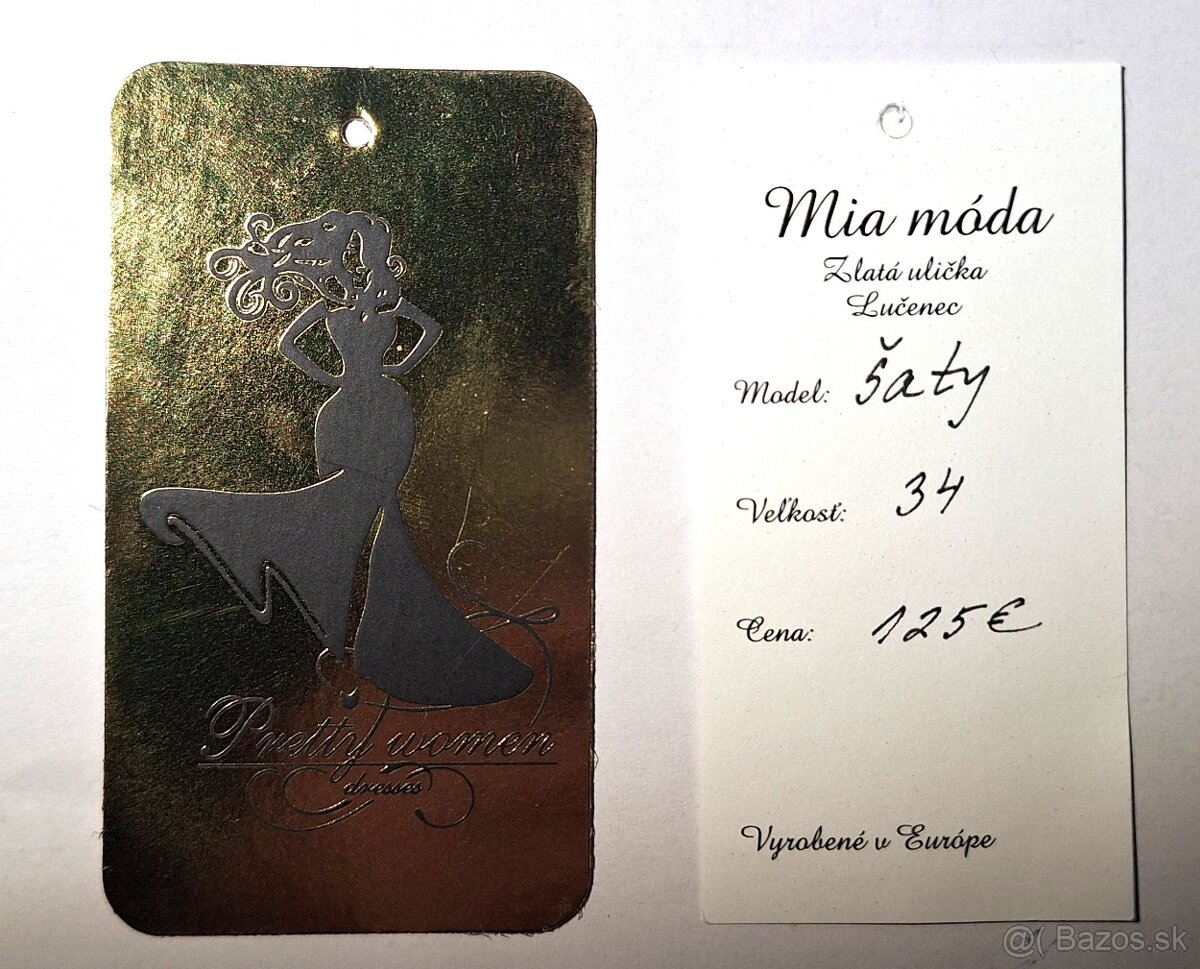 Pretty women
dresses
Mia móda
Zlatá ulička
Lučenec
Model: šaty
Veľkosť: 34
Cena: 125€
Vyrobené v Európe
@( Bazos.sk